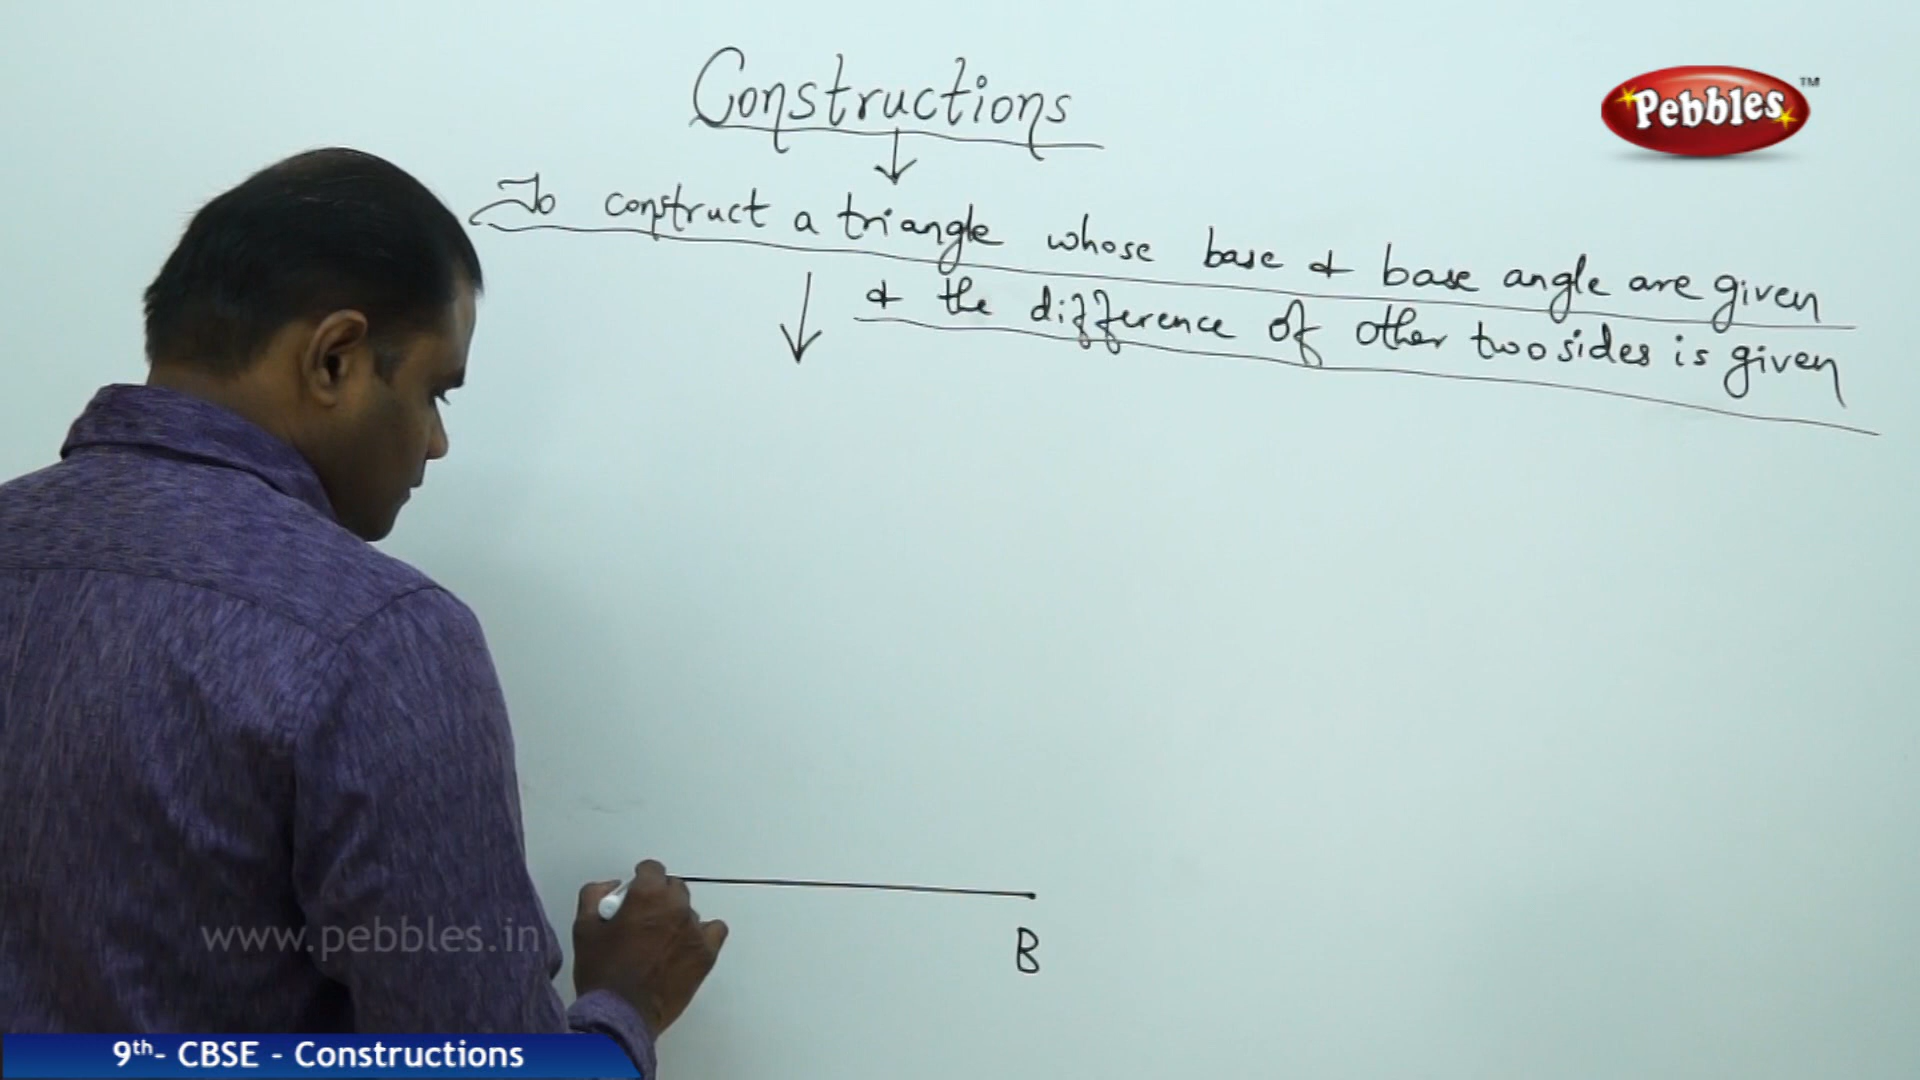 Constructions
Pebbles™
To construct a triangle whose base & base angle are given
& the difference of other two sides is given
B
www.pebbles.in
9th- CBSE - Constructions